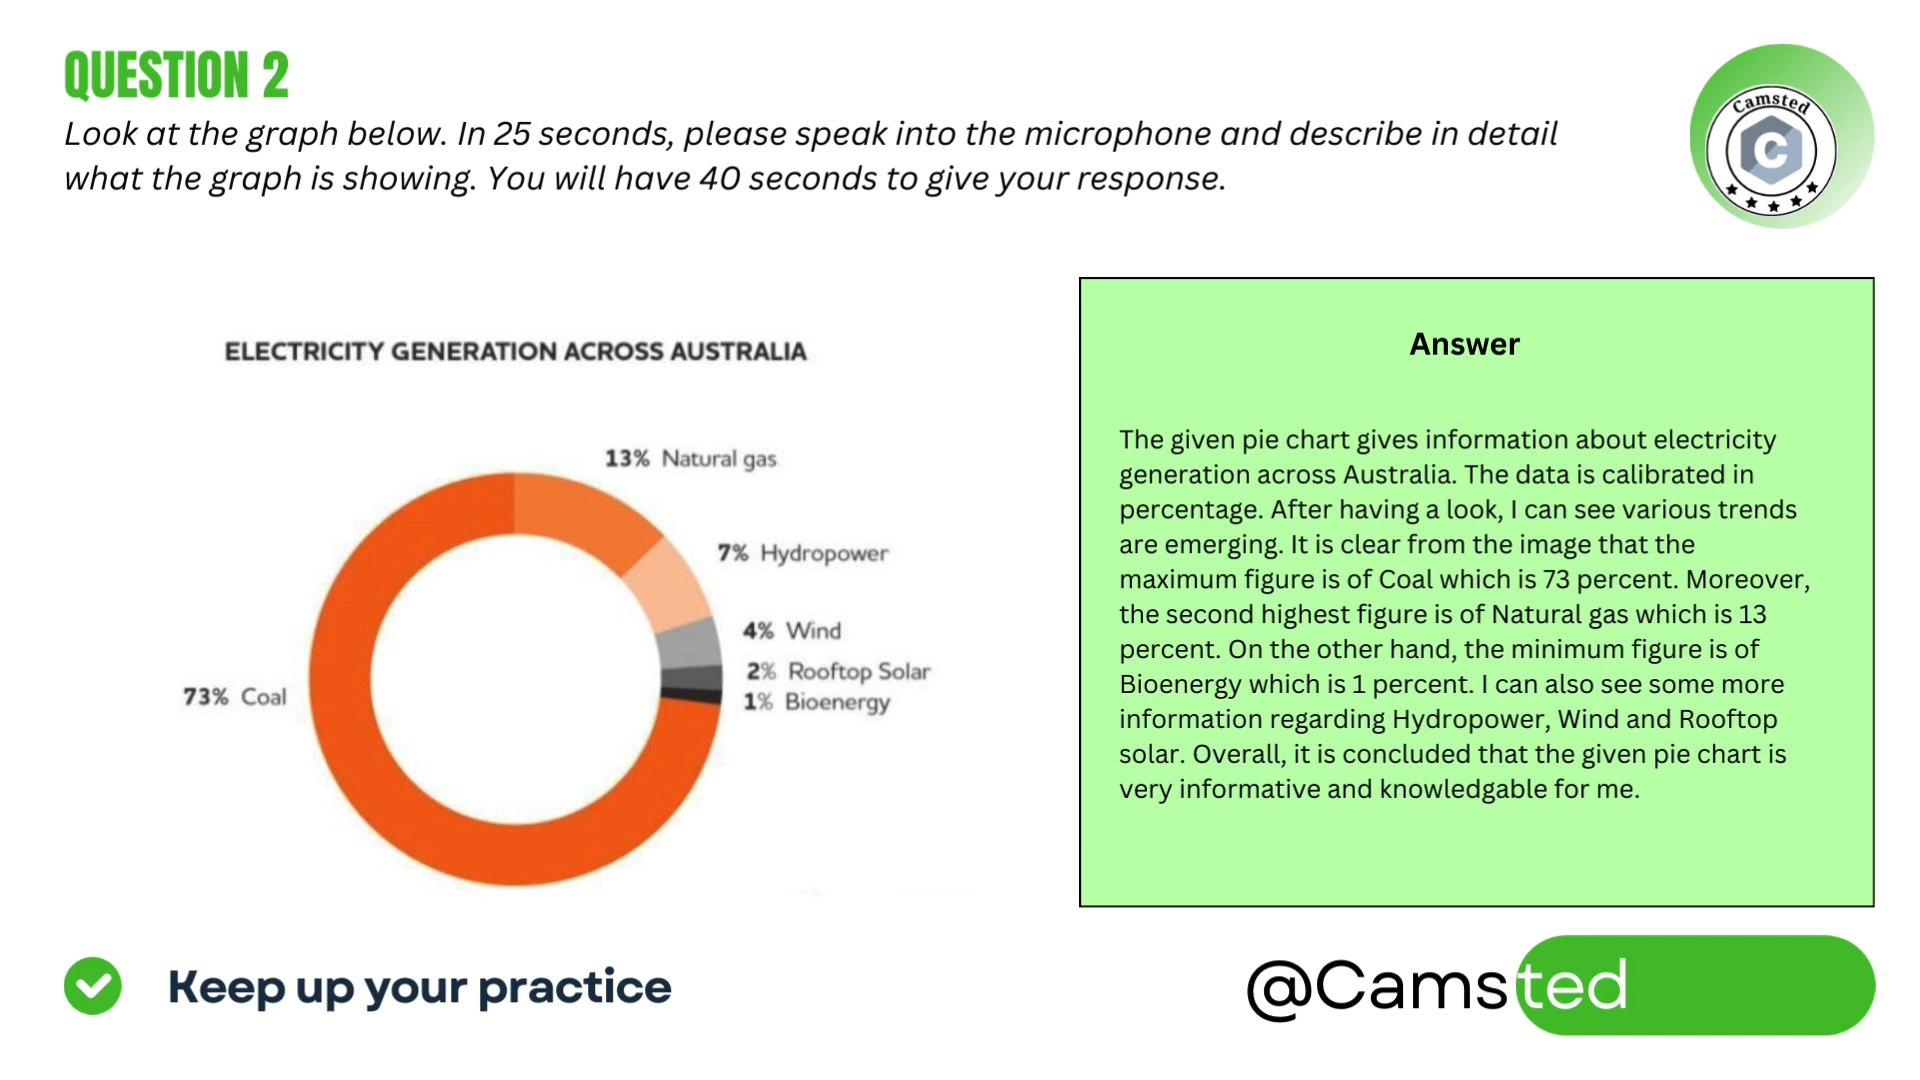 QUESTION 2
Look at the graph below. In 25 seconds, please speak into the microphone and describe in detail
what the graph is showing. You will have 40 seconds to give your response.
Camsted
C
ELECTRICITY GENERATION ACROSS AUSTRALIA
13% Natural gas
7% Hydropower
4% Wind
2% Rooftop Solar
1% Bioenergy
73% Coal
Answer
The given pie chart gives information about electricity
generation across Australia. The data is calibrated in
percentage. After having a look, I can see various trends
are emerging. It is clear from the image that the
maximum figure is of Coal which is 73 percent. Moreover,
the second highest figure is of Natural gas which is 13
percent. On the other hand, the minimum figure is of
Bioenergy which is 1 percent. I can also see some more
information regarding Hydropower, Wind and Rooftop
solar. Overall, it is concluded that the given pie chart is
very informative and knowledgable for me.
Keep up your practice
@Camsted